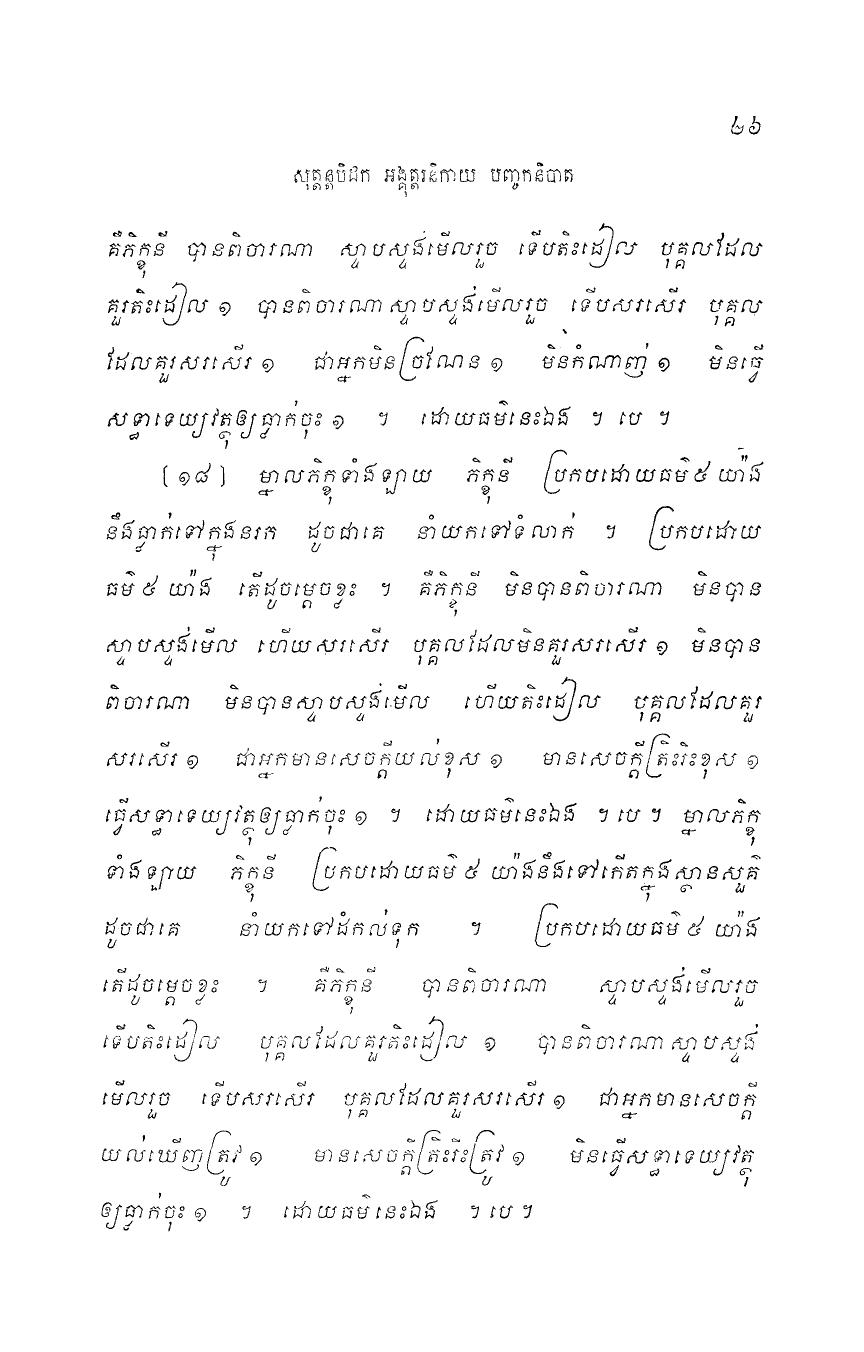 ២៦
សុត្តន្តបិដក អង្គុត្តរនិកាយ បញ្ចកនិបាត
គឺភិក្ខុនី បានពិចារណា ស្ទាបស្ទង់មើលរួច ទើបតិះដៀល បុគ្គលដែល
គួរតិះដៀល ១ បានពិចារណាស្ទាបស្ទង់មើលរួច ទើបសរសើរ បុគ្គល
ដែលគួរសរសើរ ១ ជាអ្នកមិនច្រណែន ១ មិនកំណាញ់ ១ មិនធ្វើ
សទ្ធាទេយ្យវត្ថុឲ្យធ្លាក់ចុះ ១ ។ ដោយធម៌នេះឯង ។ បេ ។
[១៨] ម្នាលភិក្ខុទាំងឡាយ ភិក្ខុនី ប្រកបដោយធម៌ ៥ យ៉ាង
នឹងធ្លាក់ទៅក្នុងនរក ដូចជាគេ នាំយកទៅទំលាក់ ។ ប្រកបដោយ
ធម៌ ៥ យ៉ាង តើដូចម្តេចខ្លះ ។ គឺភិក្ខុនី មិនបានពិចារណា មិនបាន
ស្ទាបស្ទង់មើល ហើយសរសើរ បុគ្គលដែលមិនគួរសរសើរ ១ មិនបាន
ពិចារណា មិនបានស្ទាបស្ទង់មើល ហើយតិះដៀល បុគ្គលដែលគួរ
សរសើរ ១ ជាអ្នកមានសេចក្តីយល់ខុស ១ មានសេចក្តីត្រិះរិះខុស ១
ធ្វើសទ្ធាទេយ្យវត្ថុឲ្យធ្លាក់ចុះ ១ ។ ដោយធម៌នេះឯង ។ បេ ។ ម្នាលភិក្ខុ
ទាំងឡាយ ភិក្ខុនី ប្រកបដោយធម៌ ៥ យ៉ាងនឹងទៅកើតក្នុងស្ថានសួគ៌
ដូចជាគេ នាំយកទៅដំកល់ទុក ។ ប្រកបដោយធម៌ ៥ យ៉ាង
តើដូចម្តេចខ្លះ ។ គឺភិក្ខុនី បានពិចារណា ស្ទាបស្ទង់មើលរួច
ទើបតិះដៀល បុគ្គលដែលគួរតិះដៀល ១ បានពិចារណាស្ទាបស្ទង់
មើលរួច ទើបសរសើរ បុគ្គលដែលគួរសរសើរ ១ ជាអ្នកមានសេចក្តី
យល់ឃើញត្រូវ ១ មានសេចក្តីត្រិះរិះត្រូវ ១ មិនធ្វើសទ្ធាទេយ្យវត្ថុ
ឲ្យធ្លាក់ចុះ ១ ។ ដោយធម៌នេះឯង ។ បេ ។